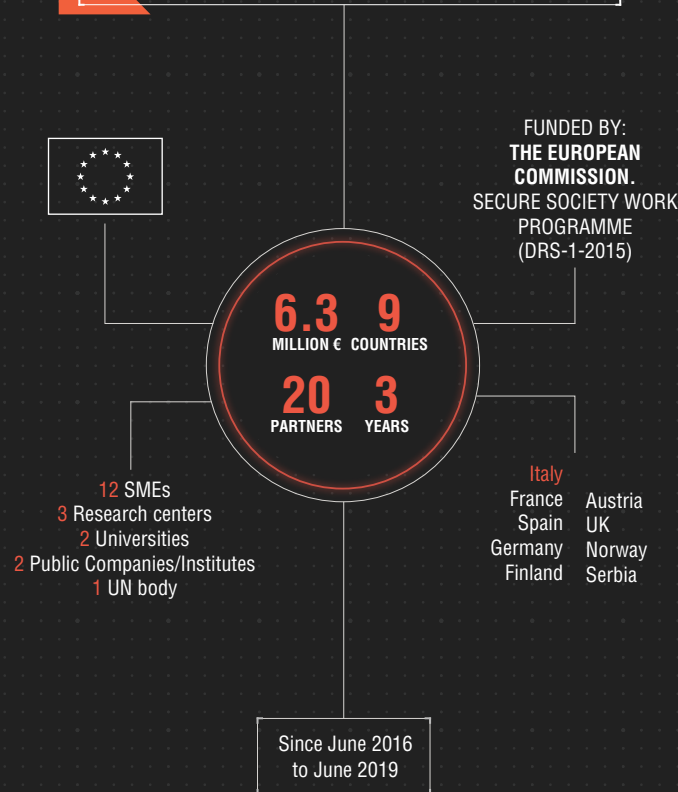 FUNDED BY:
THE EUROPEAN
COMMISSION.
SECURE SOCIETY WORK
PROGRAMME
(DRS-1-2015)
6.3
MILLION €
9
COUNTRIES
20
PARTNERS
3
YEARS
12 SMEs
3 Research centers
2 Universities
2 Public Companies/Institutes
1 UN body
Italy
France
Spain
Germany
Finland
Austria
UK
Norway
Serbia
Since June 2016
to June 2019